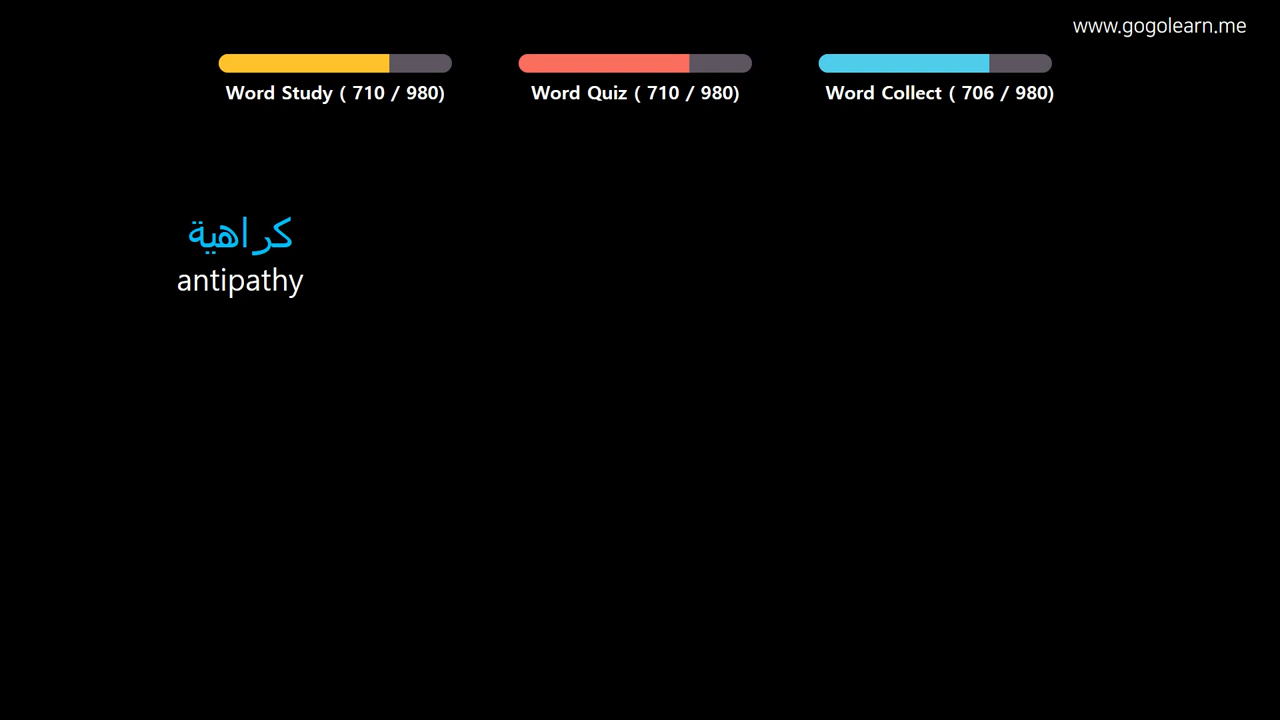 www.gogolearn.me
Word Study ( 710 / 980)
Word Quiz ( 710 / 980)
Word Collect ( 706 / 980)
كراهية
antipathy